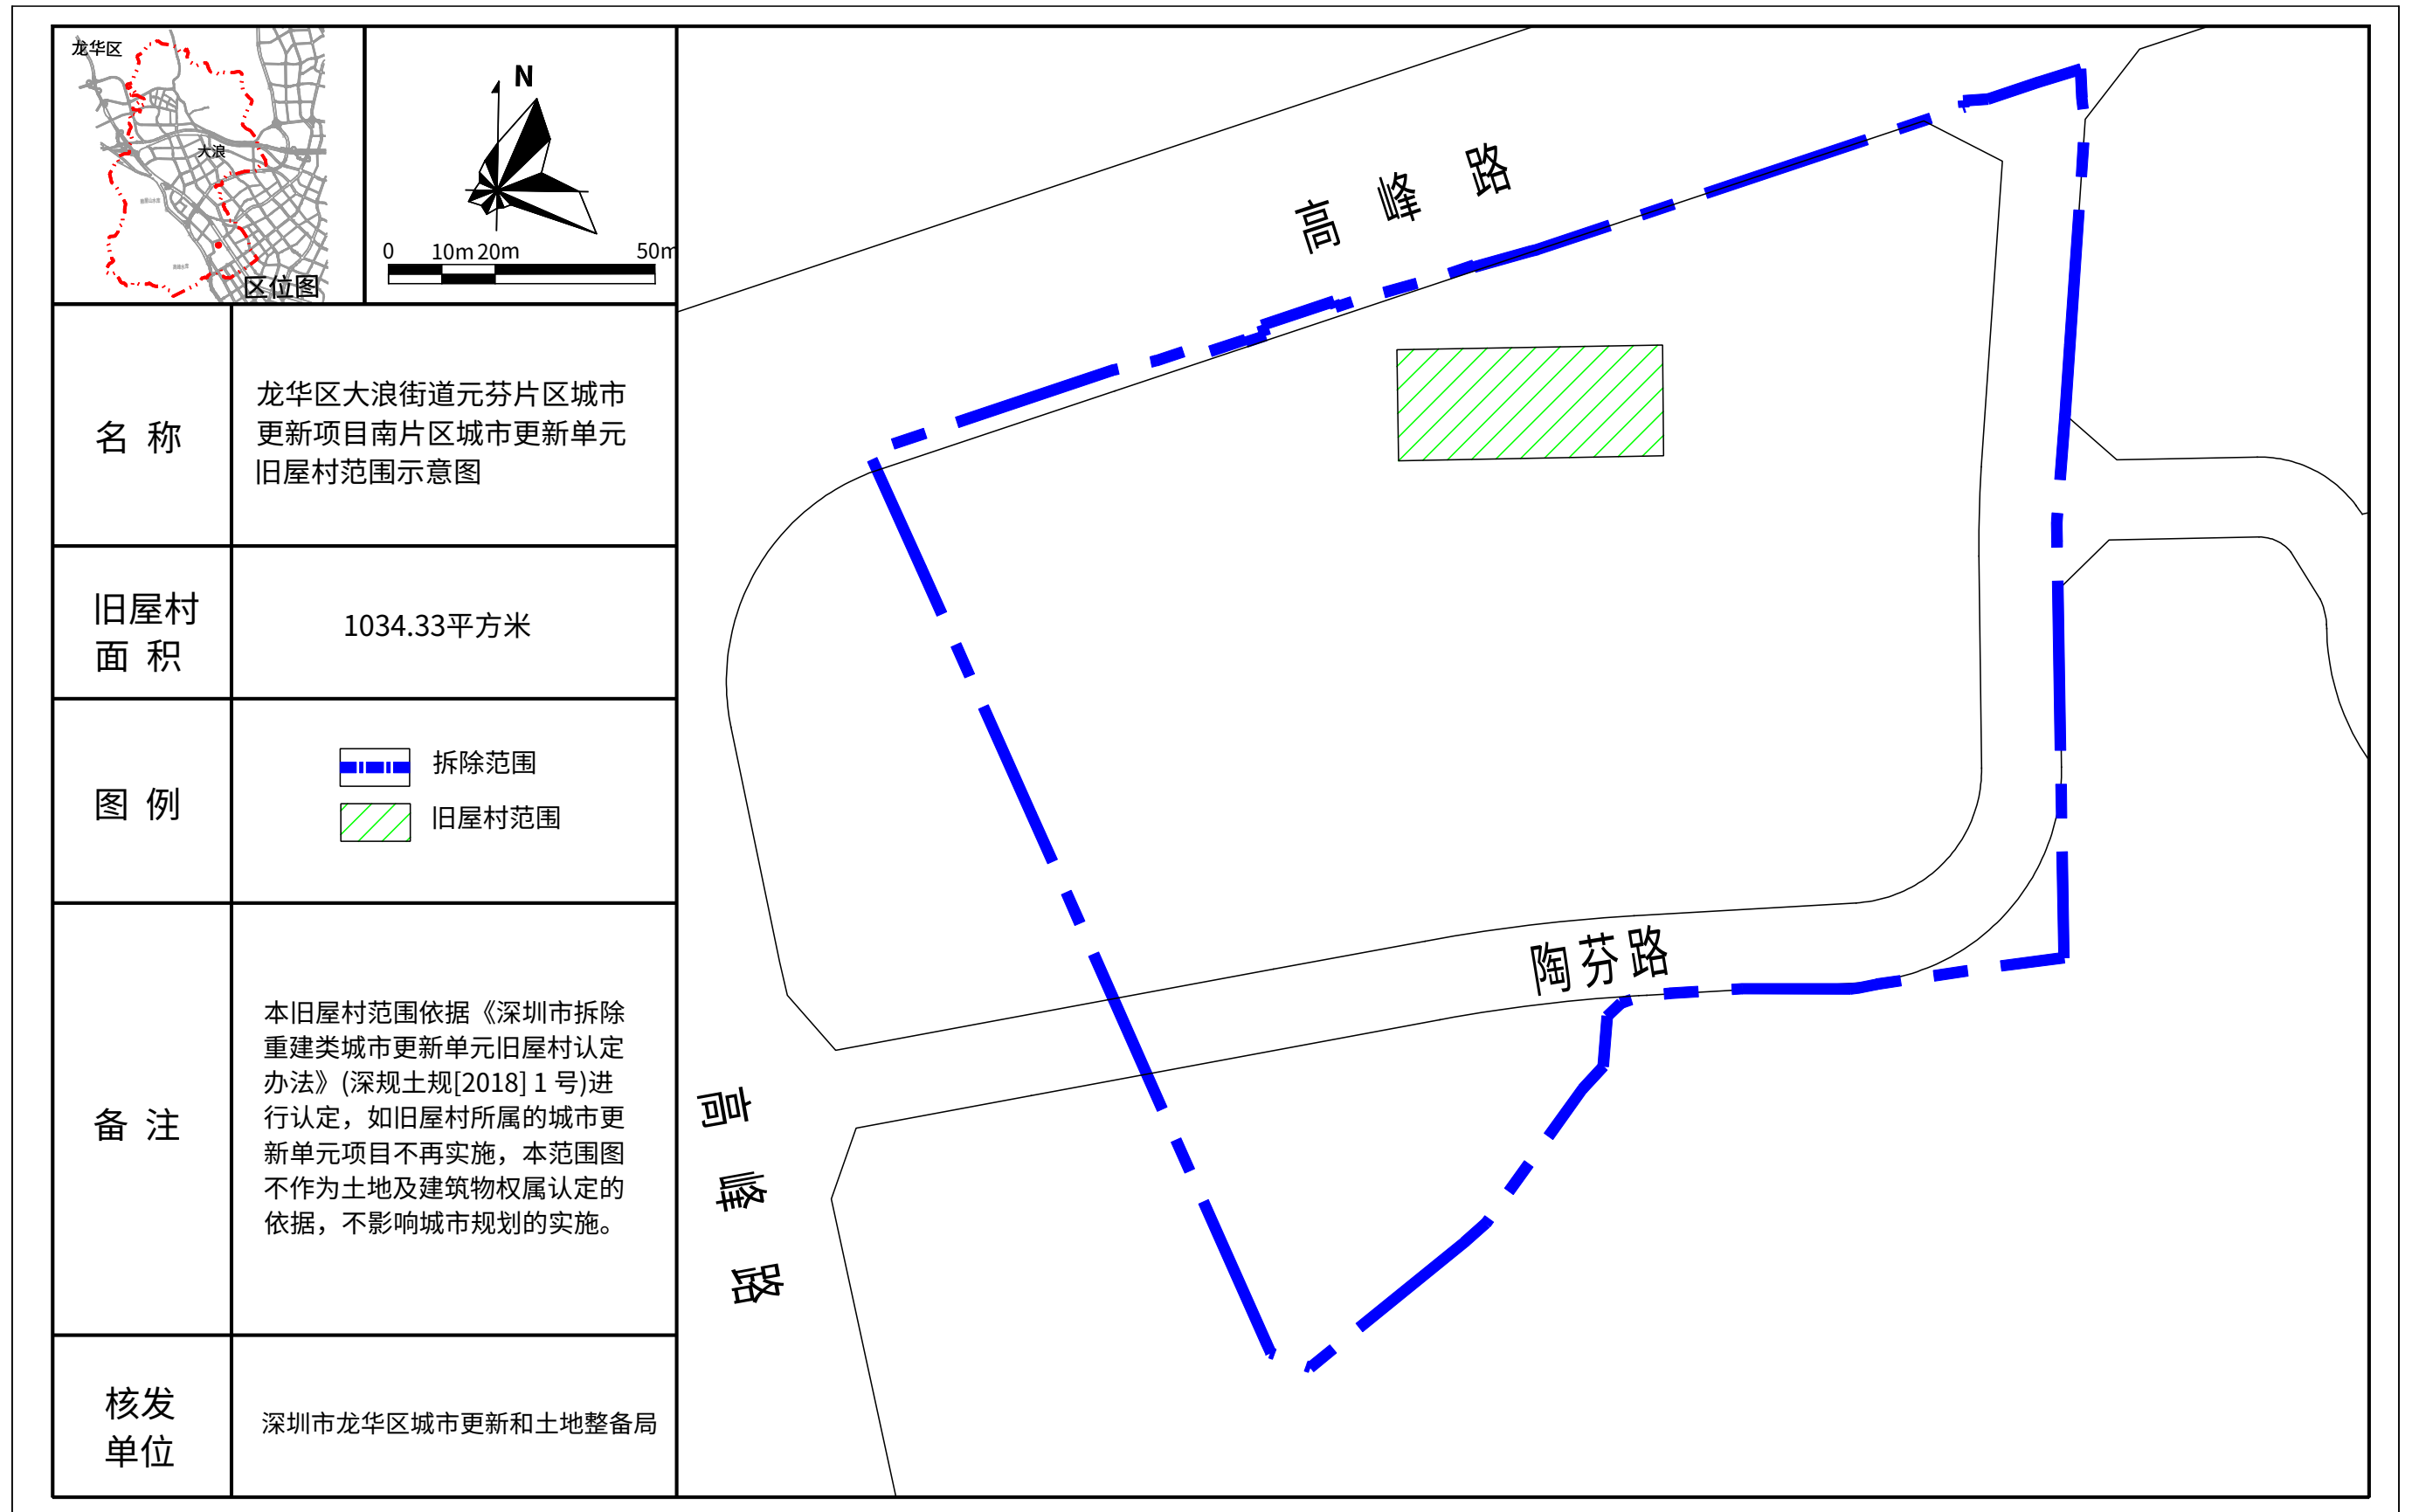 龙华区
大浪
区位图
N
0 10m 20m 50m
名 称
龙华区大浪街道元芬片区城市
更新项目南片区城市更新单元
旧屋村范围示意图
旧屋村
面 积
1034.33平方米
图 例
拆除范围
旧屋村范围
备 注
本旧屋村范围依据《深圳市拆除
重建类城市更新单元旧屋村认定
办法》(深规土规[2018] 1 号)进
行认定，如旧屋村所属的城市更
新单元项目不再实施，本范围图
不作为土地及建筑物权属认定的
依据，不影响城市规划的实施。
核发
单位
深圳市龙华区城市更新和土地整备局
高 峰 路
陶芬路
高 峰 路